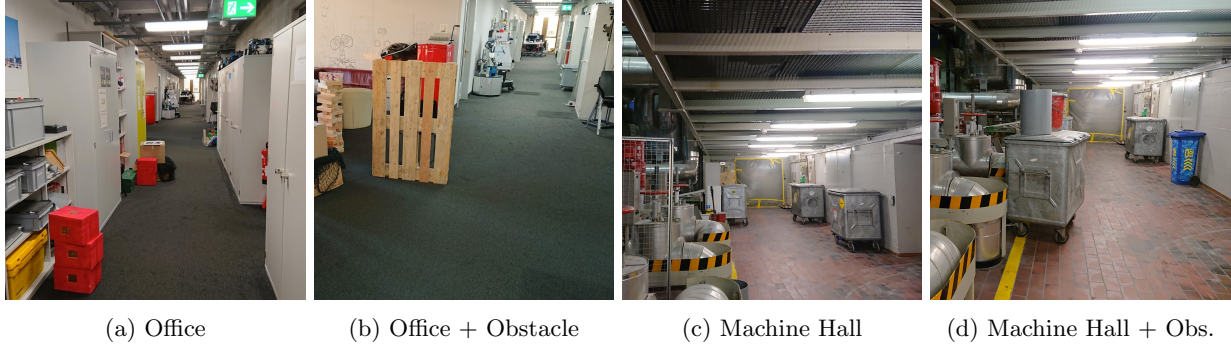 (a) Office
(b) Office + Obstacle
(c) Machine Hall
(d) Machine Hall + Obs.